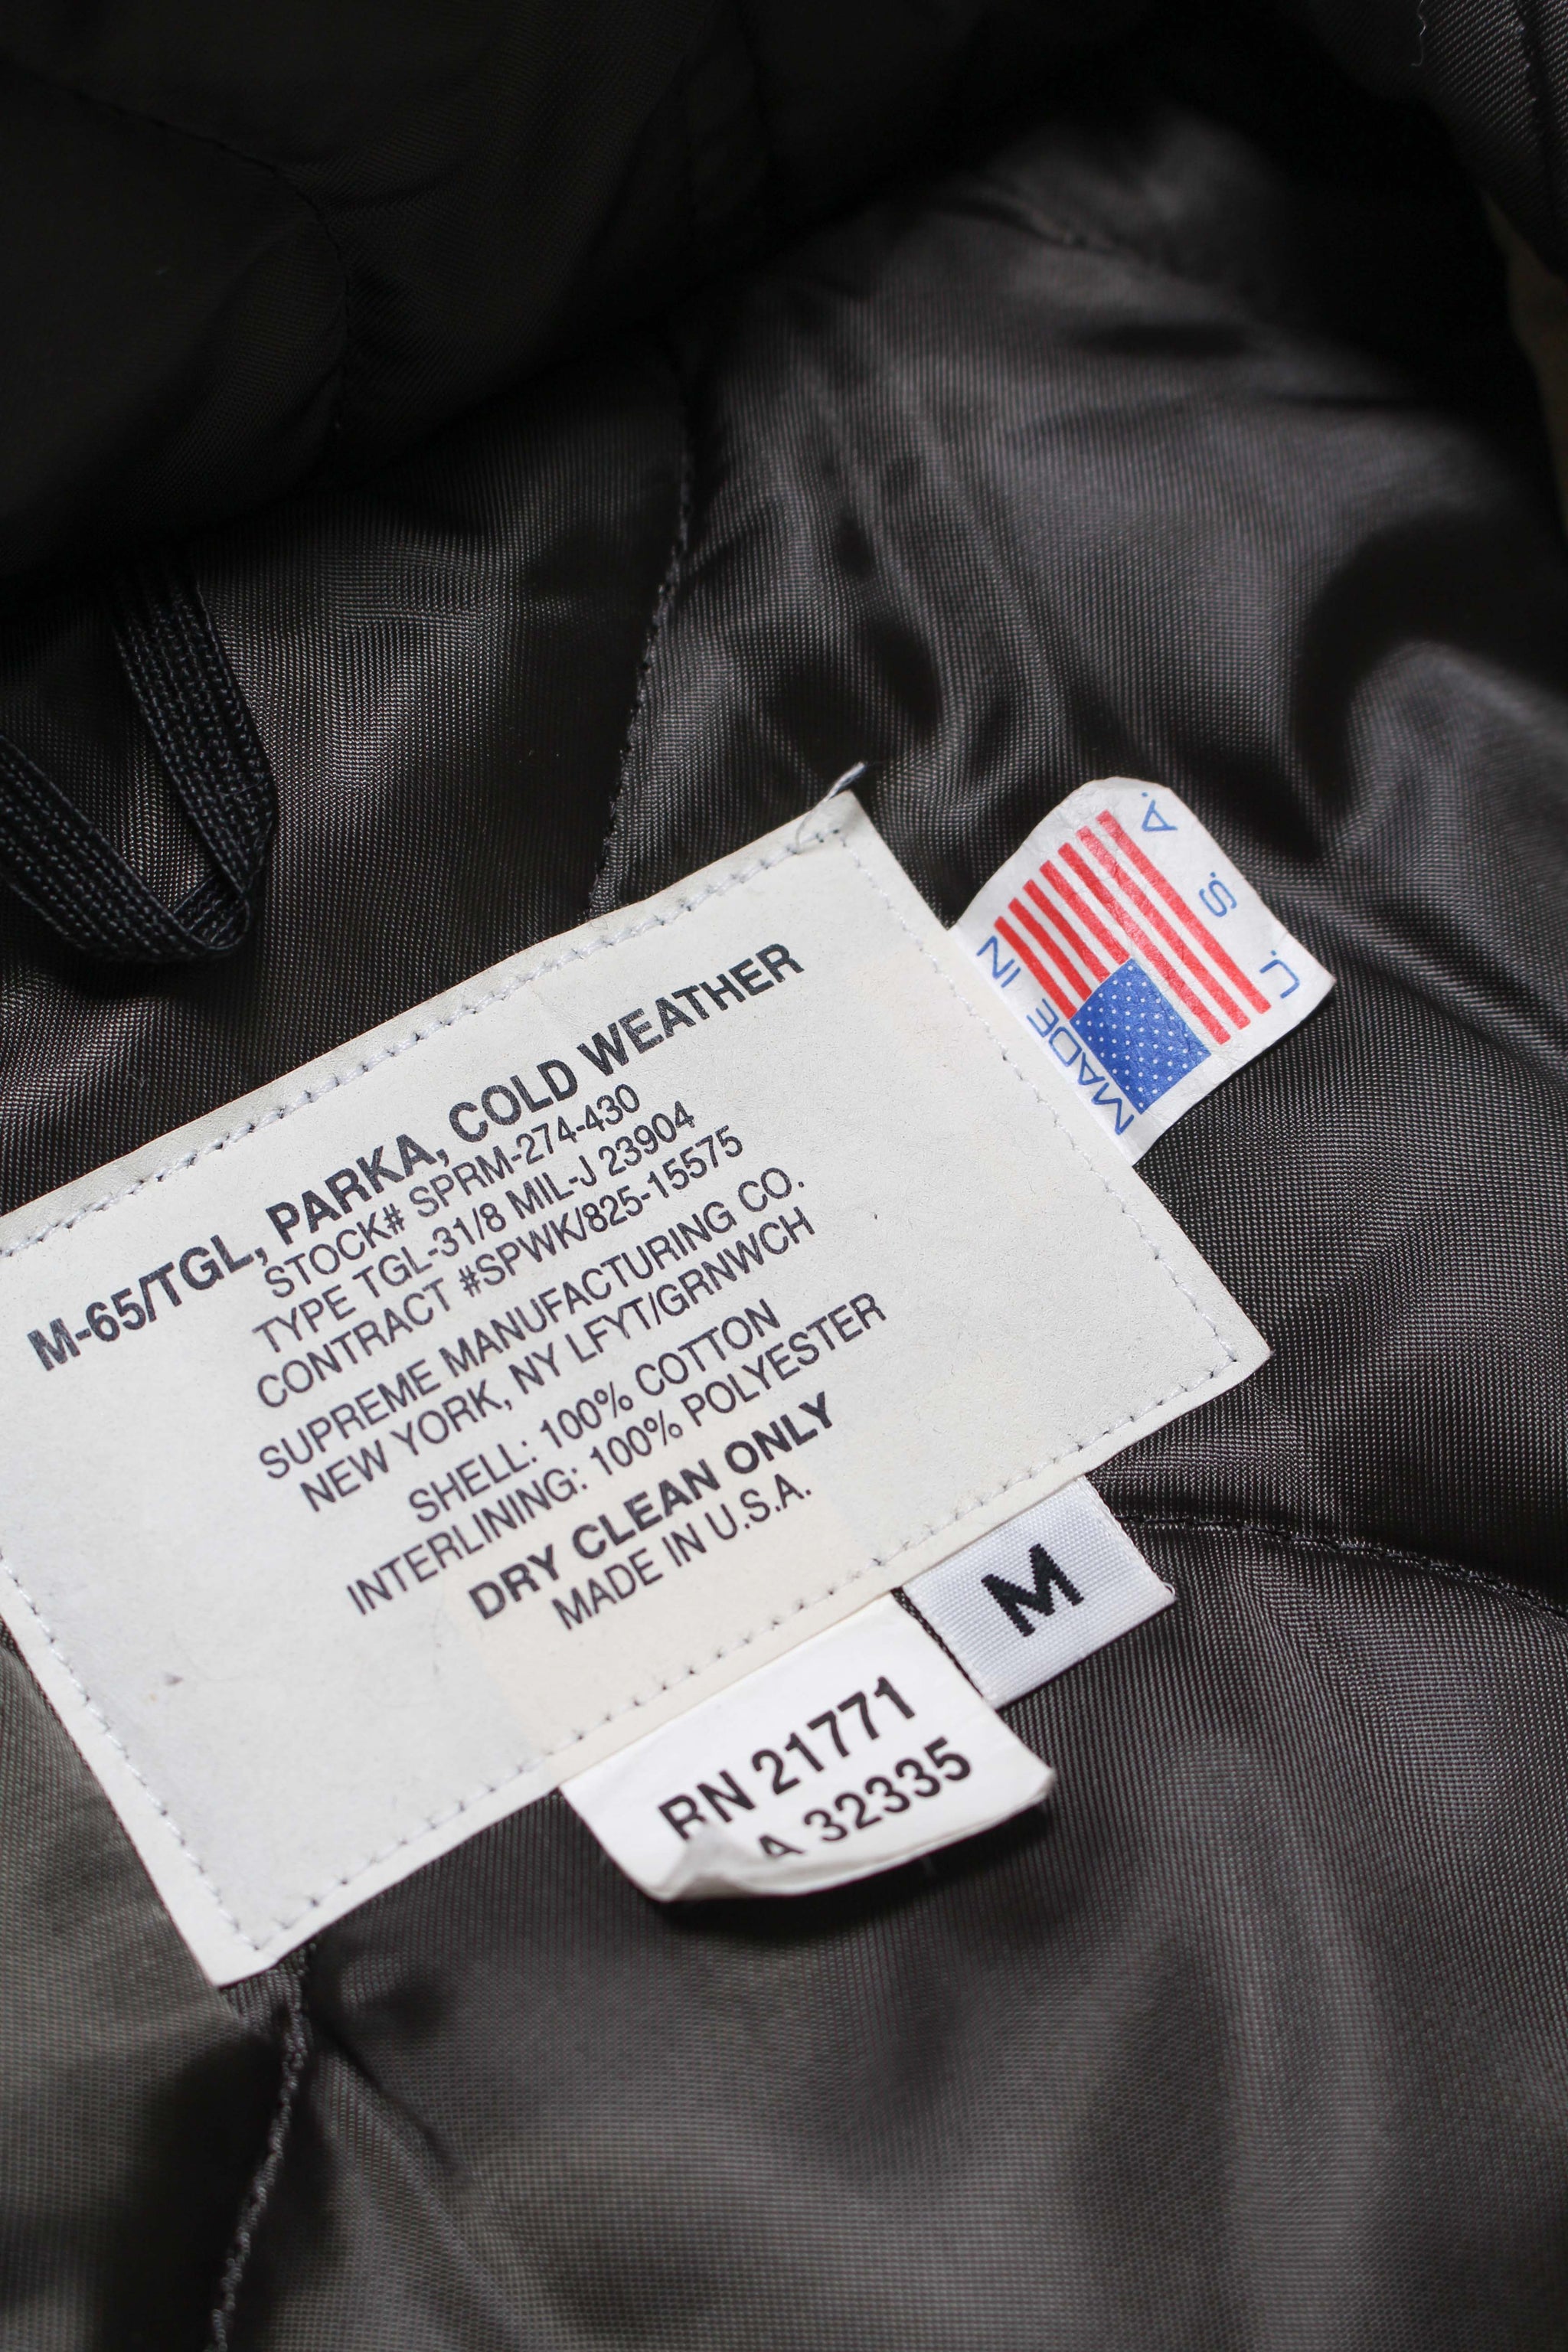 M-65/TGL, PARKA, COLD WEATHER
STOCK# SPRM-274-430
TYPE TGL-31/8 MIL-J 23904
CONTRACT #SPWK/825-15575
SUPREME MANUFACTURING CO.
NEW YORK, NY LFYT/GRNWCH
SHELL: 100% COTTON
INTERLINING: 100% POLYESTER
DRY CLEAN ONLY
MADE IN U.S.A.
MADE IN
U. S. A.
M
RN 21771
A 32335